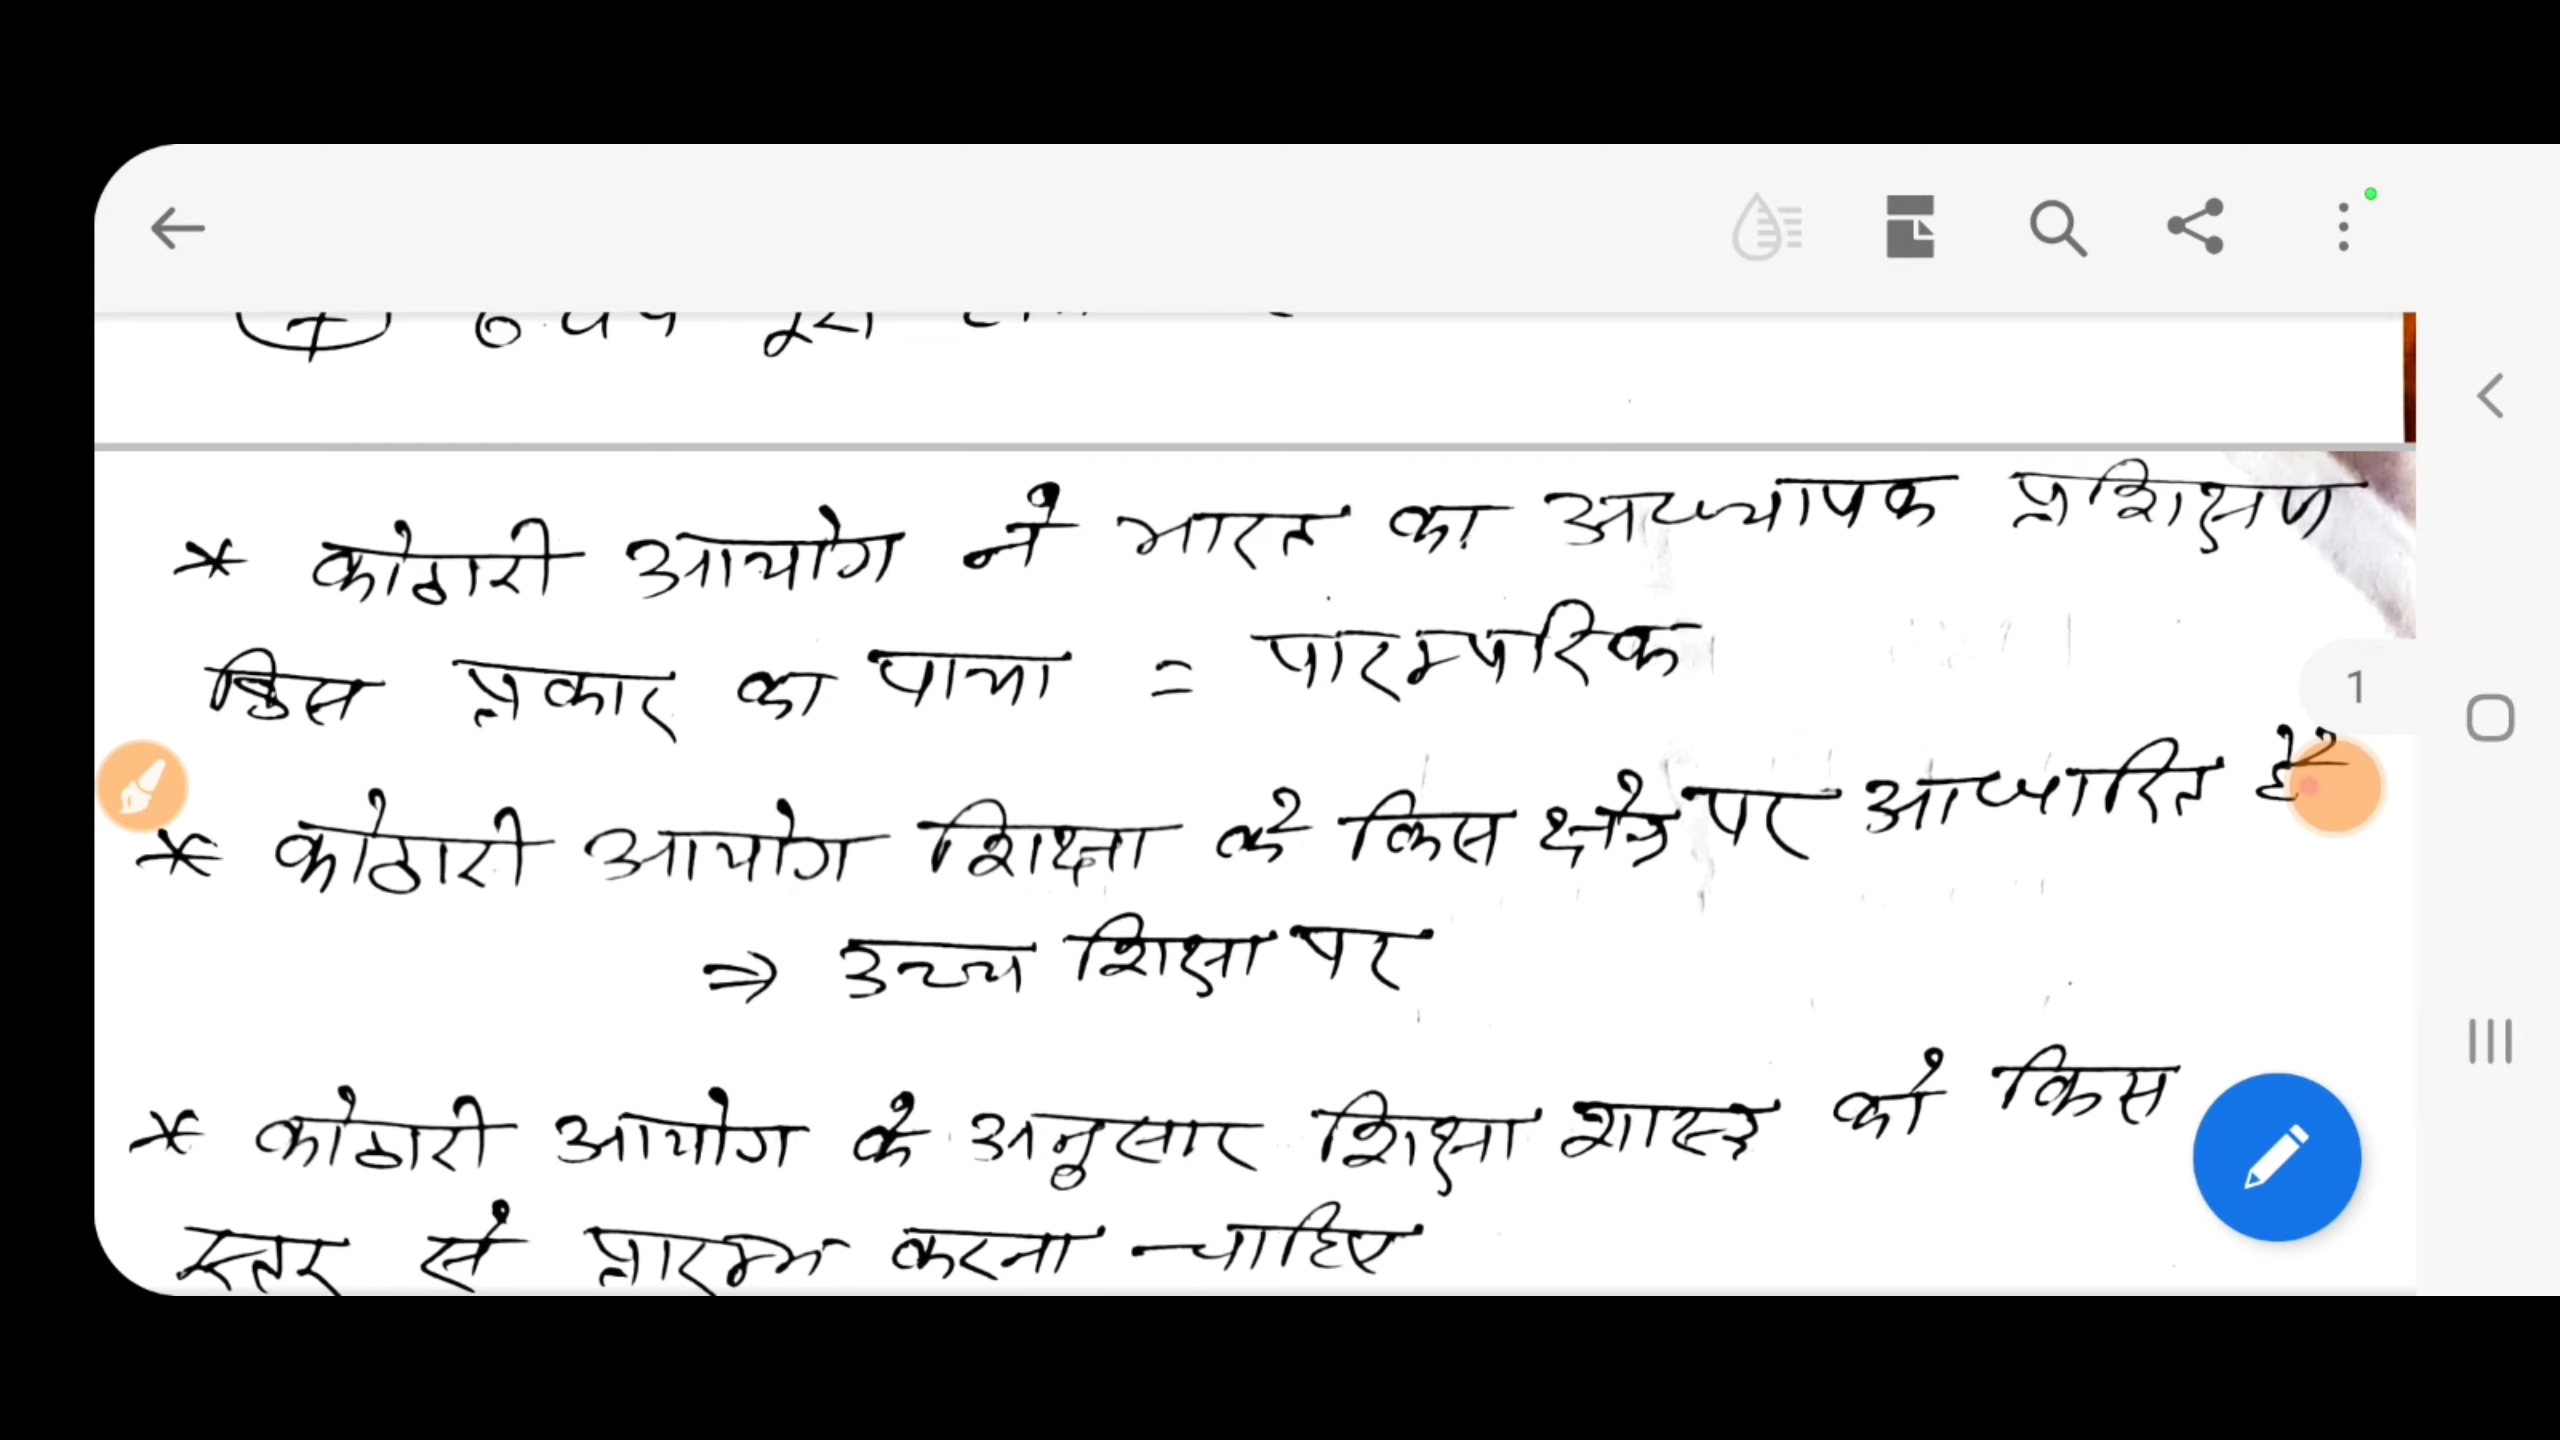 * कोठारी आयोग ने भारत का अध्यापक प्रशिक्षण
किस प्रकार का पाया = पारम्परिक
1
* कोठारी आयोग शिक्षा के किस क्षेत्र पर आधारित है
⇒ उच्च शिक्षा पर
* कोठारी आयोग के अनुसार शिक्षा शास्त्र को किस
स्तर से प्रारम्भ करना चाहिए